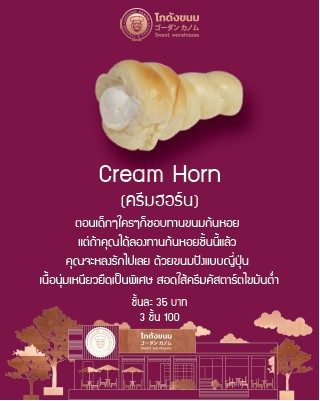 โกดังขนม
ゴーダンカノム
Sweet warehouse
Cream Horn
(ครีมฮอร์น)
ตอนเด็กๆใครๆก็ชอบทานขนมก้นหอย
แต่ถ้าคุณได้ลองทานก้นหอยชิ้นนี้แล้ว
คุณจะหลงรักไปเลย ด้วยขนมปังแบบญี่ปุ่น
เนื้อนุ่มเหนียวยืดเป็นพิเศษ สอดใส้ครีมคัสตาร์ดไขมันต่ำ
ชิ้นละ 35 บาท
3 ชิ้น 100
โกดังขนม
ゴーダンカノム
Sweet warehouse